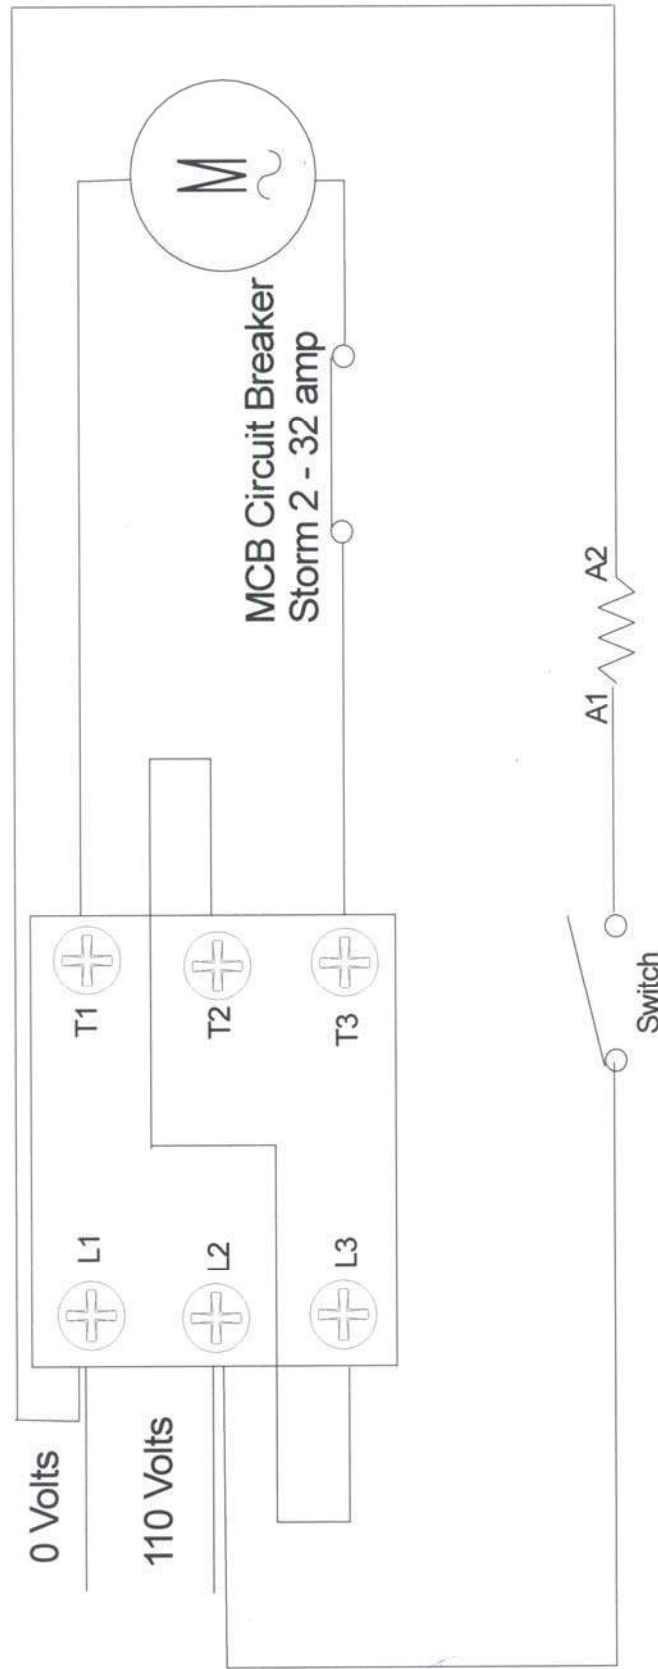 0 Volts
110 Volts
L1
L2
L3
T1
T2
T3
MCB Circuit Breaker
Storm 2 - 32 amp
M
~
Switch
A1
A2